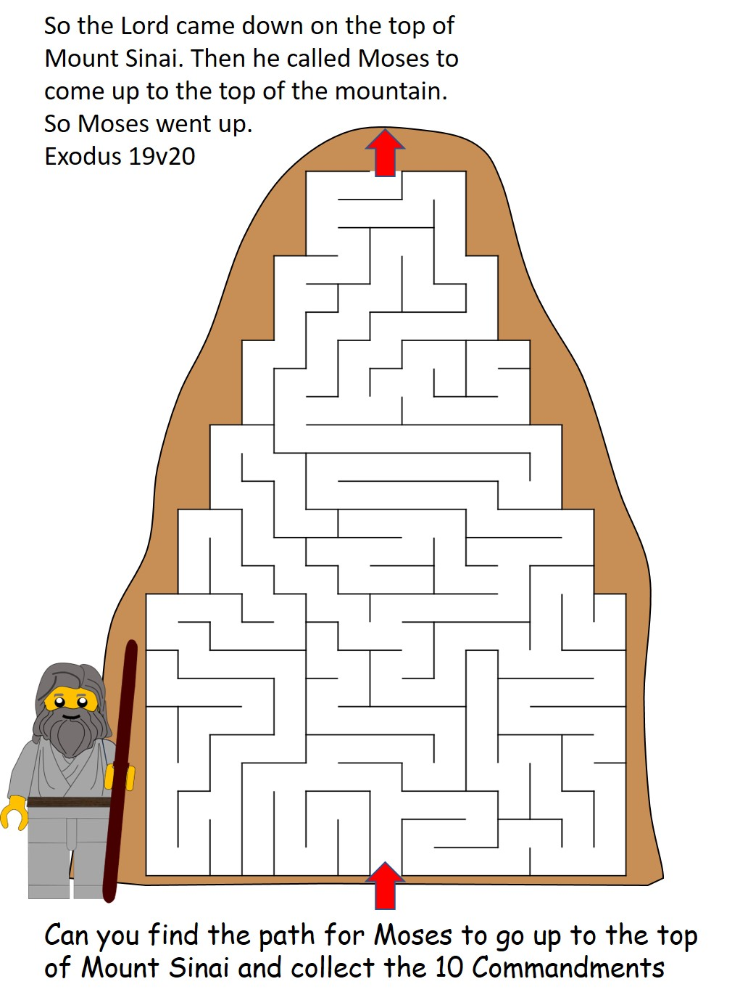 So the Lord came down on the top of
Mount Sinai. Then he called Moses to
come up to the top of the mountain.
So Moses went up.
Exodus 19v20
Can you find the path for Moses to go up to the top
of Mount Sinai and collect the 10 Commandments